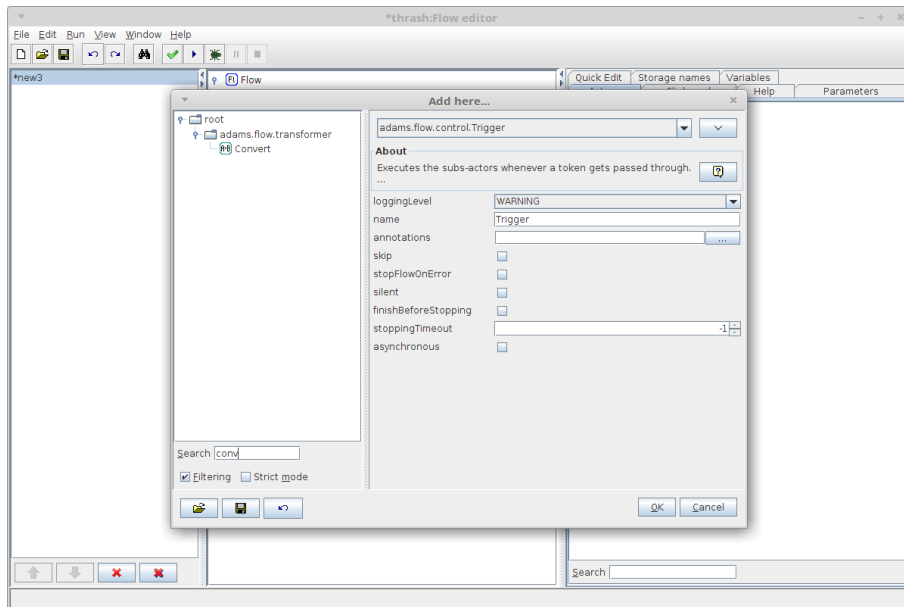 *thrash:Flow editor
File Edit Run View Window Help
*new3
Flow
Quick Edit Storage names Variables
Help Parameters
Add here...
root
adams.flow.transformer
Convert
adams.flow.control.Trigger
About
Executes the subs-actors whenever a token gets passed through.
...
loggingLevel WARNING
name Trigger
annotations ...
skip
stopFlowOnError
silent
finishBeforeStopping
stoppingTimeout -1
asynchronous
Search conv
Filtering Strict mode
OK Cancel
Search